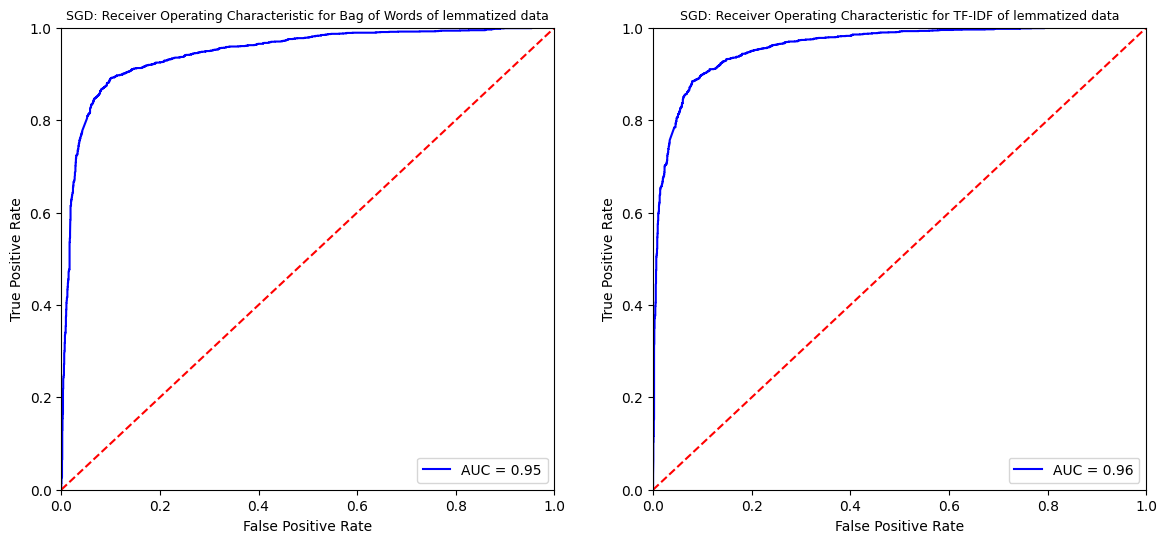 SGD: Receiver Operating Characteristic for Bag of Words of lemmatized data
1.0
0.8
0.6
0.4
0.2
0.0
True Positive Rate
0.0 0.2 0.4 0.6 0.8 1.0
False Positive Rate
AUC = 0.95
SGD: Receiver Operating Characteristic for TF-IDF of lemmatized data
1.0
0.8
0.6
0.4
0.2
0.0
True Positive Rate
0.0 0.2 0.4 0.6 0.8 1.0
False Positive Rate
AUC = 0.96